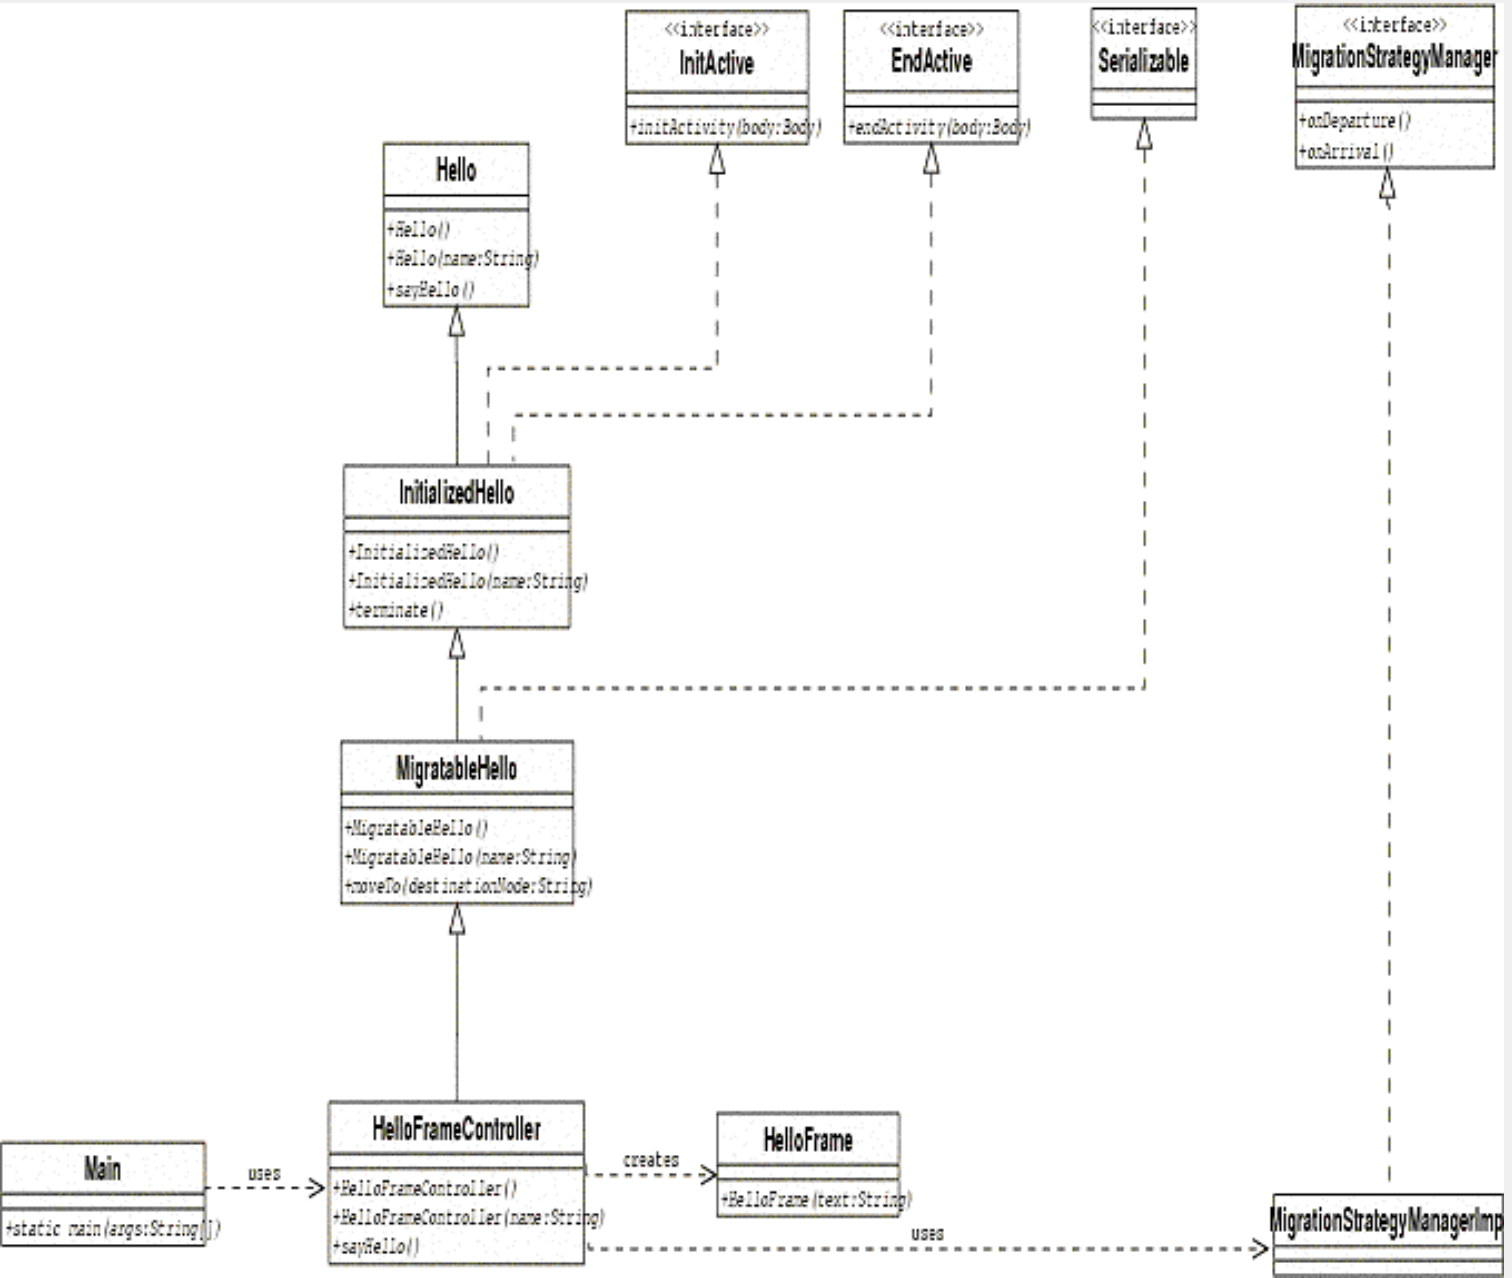 <<interface>>
InitActive
+initActivity(body:Body)
<<interface>>
EndActive
+endActivity(body:Body)
<<interface>>
Serializable
<<interface>>
MigrationStrategyManager
+onDeparture()
+onArrival()
Hello
+Hello()
+Hello(name:String)
+sayHello()
InitializedHello
+InitializedHello()
+InitializedHello(name:String)
+terminate()
MigratableHello
+MigratableHello()
+MigratableHello(name:String)
+moveTo(destinationNode:String)
Main
+static main(args:String[])
uses
HelloFrameController
+HelloFrameController()
+HelloFrameController(name:String)
+sayHello()
creates
HelloFrame
+HelloFrame(text:String)
uses
MigrationStrategyManagerImp